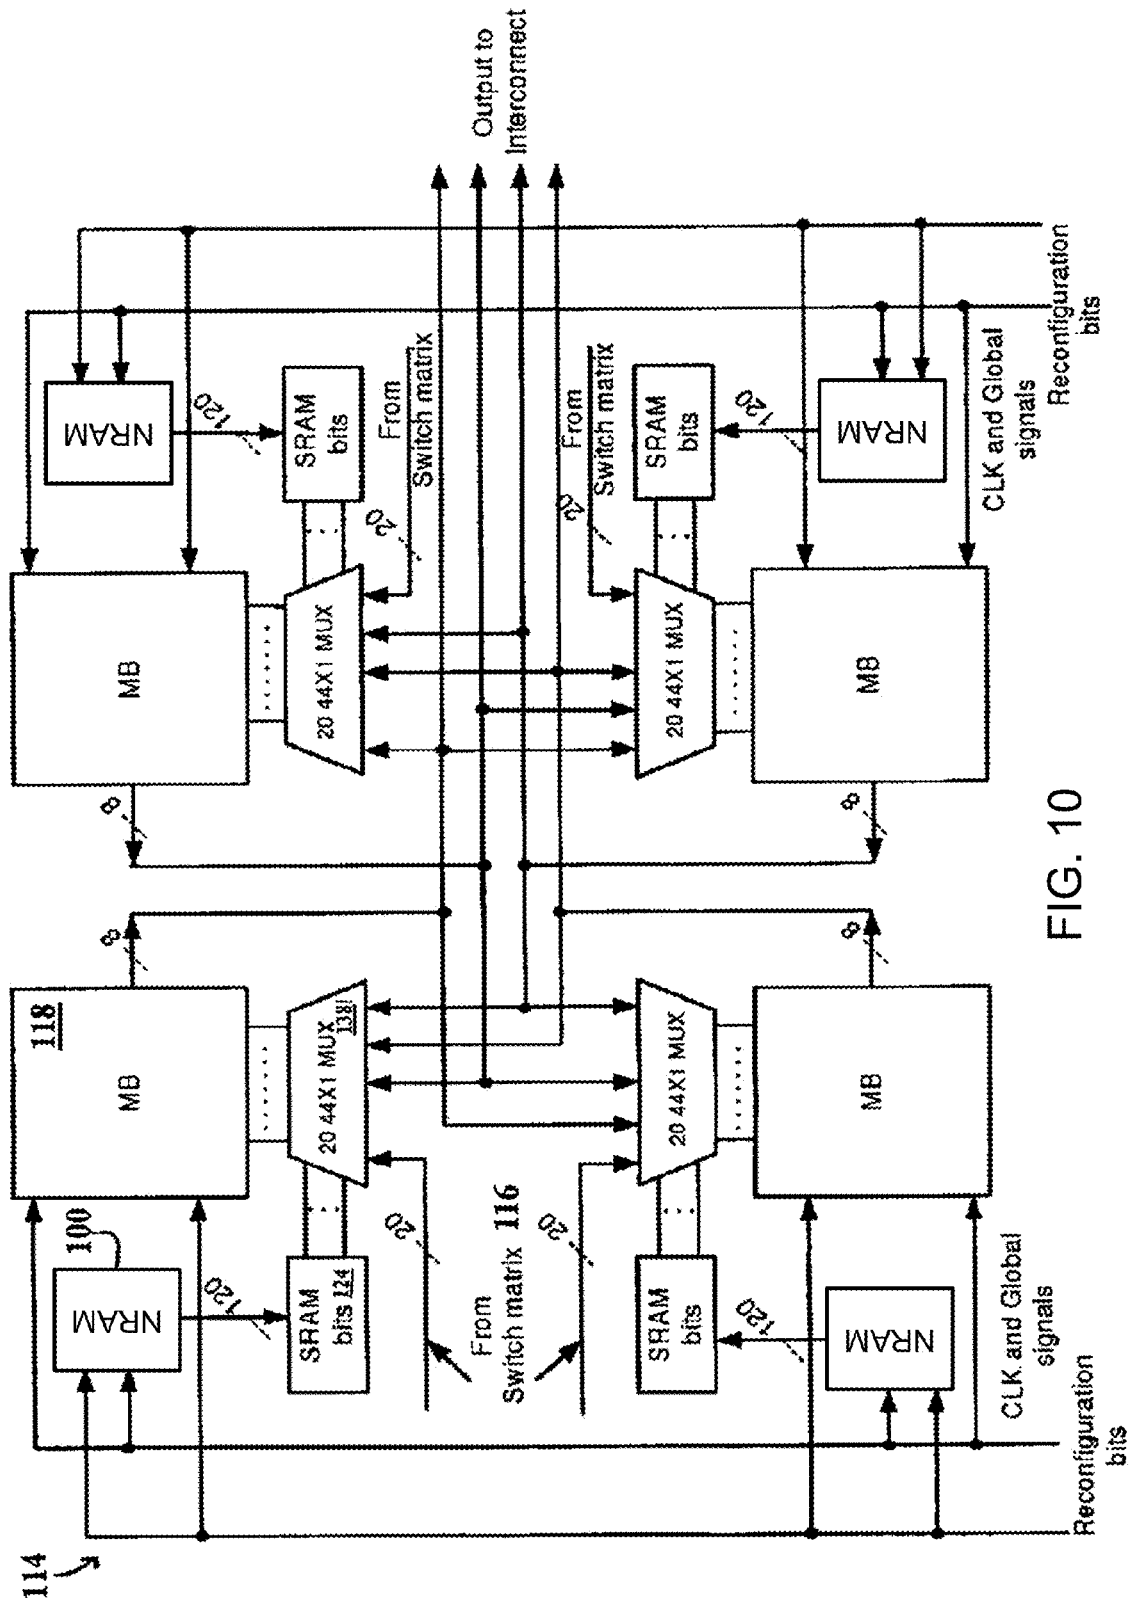 114
118
MB
8
8
MB
100
NRAM
120
SRAM
bits 124
20 44X1 MUX
138
20 44X1 MUX
SRAM
bits
120
NRAM
20
From
Switch matrix 116
20
20
From
Switch matrix
20
From
Switch matrix
Output to
Interconnect
SRAM
bits
120
NRAM
20 44X1 MUX
MB
8
20 44X1 MUX
SRAM
bits
120
NRAM
MB
8
CLK and Global
signals
Reconfiguration
bits
CLK and Global
signals
Reconfiguration
bits
FIG. 10